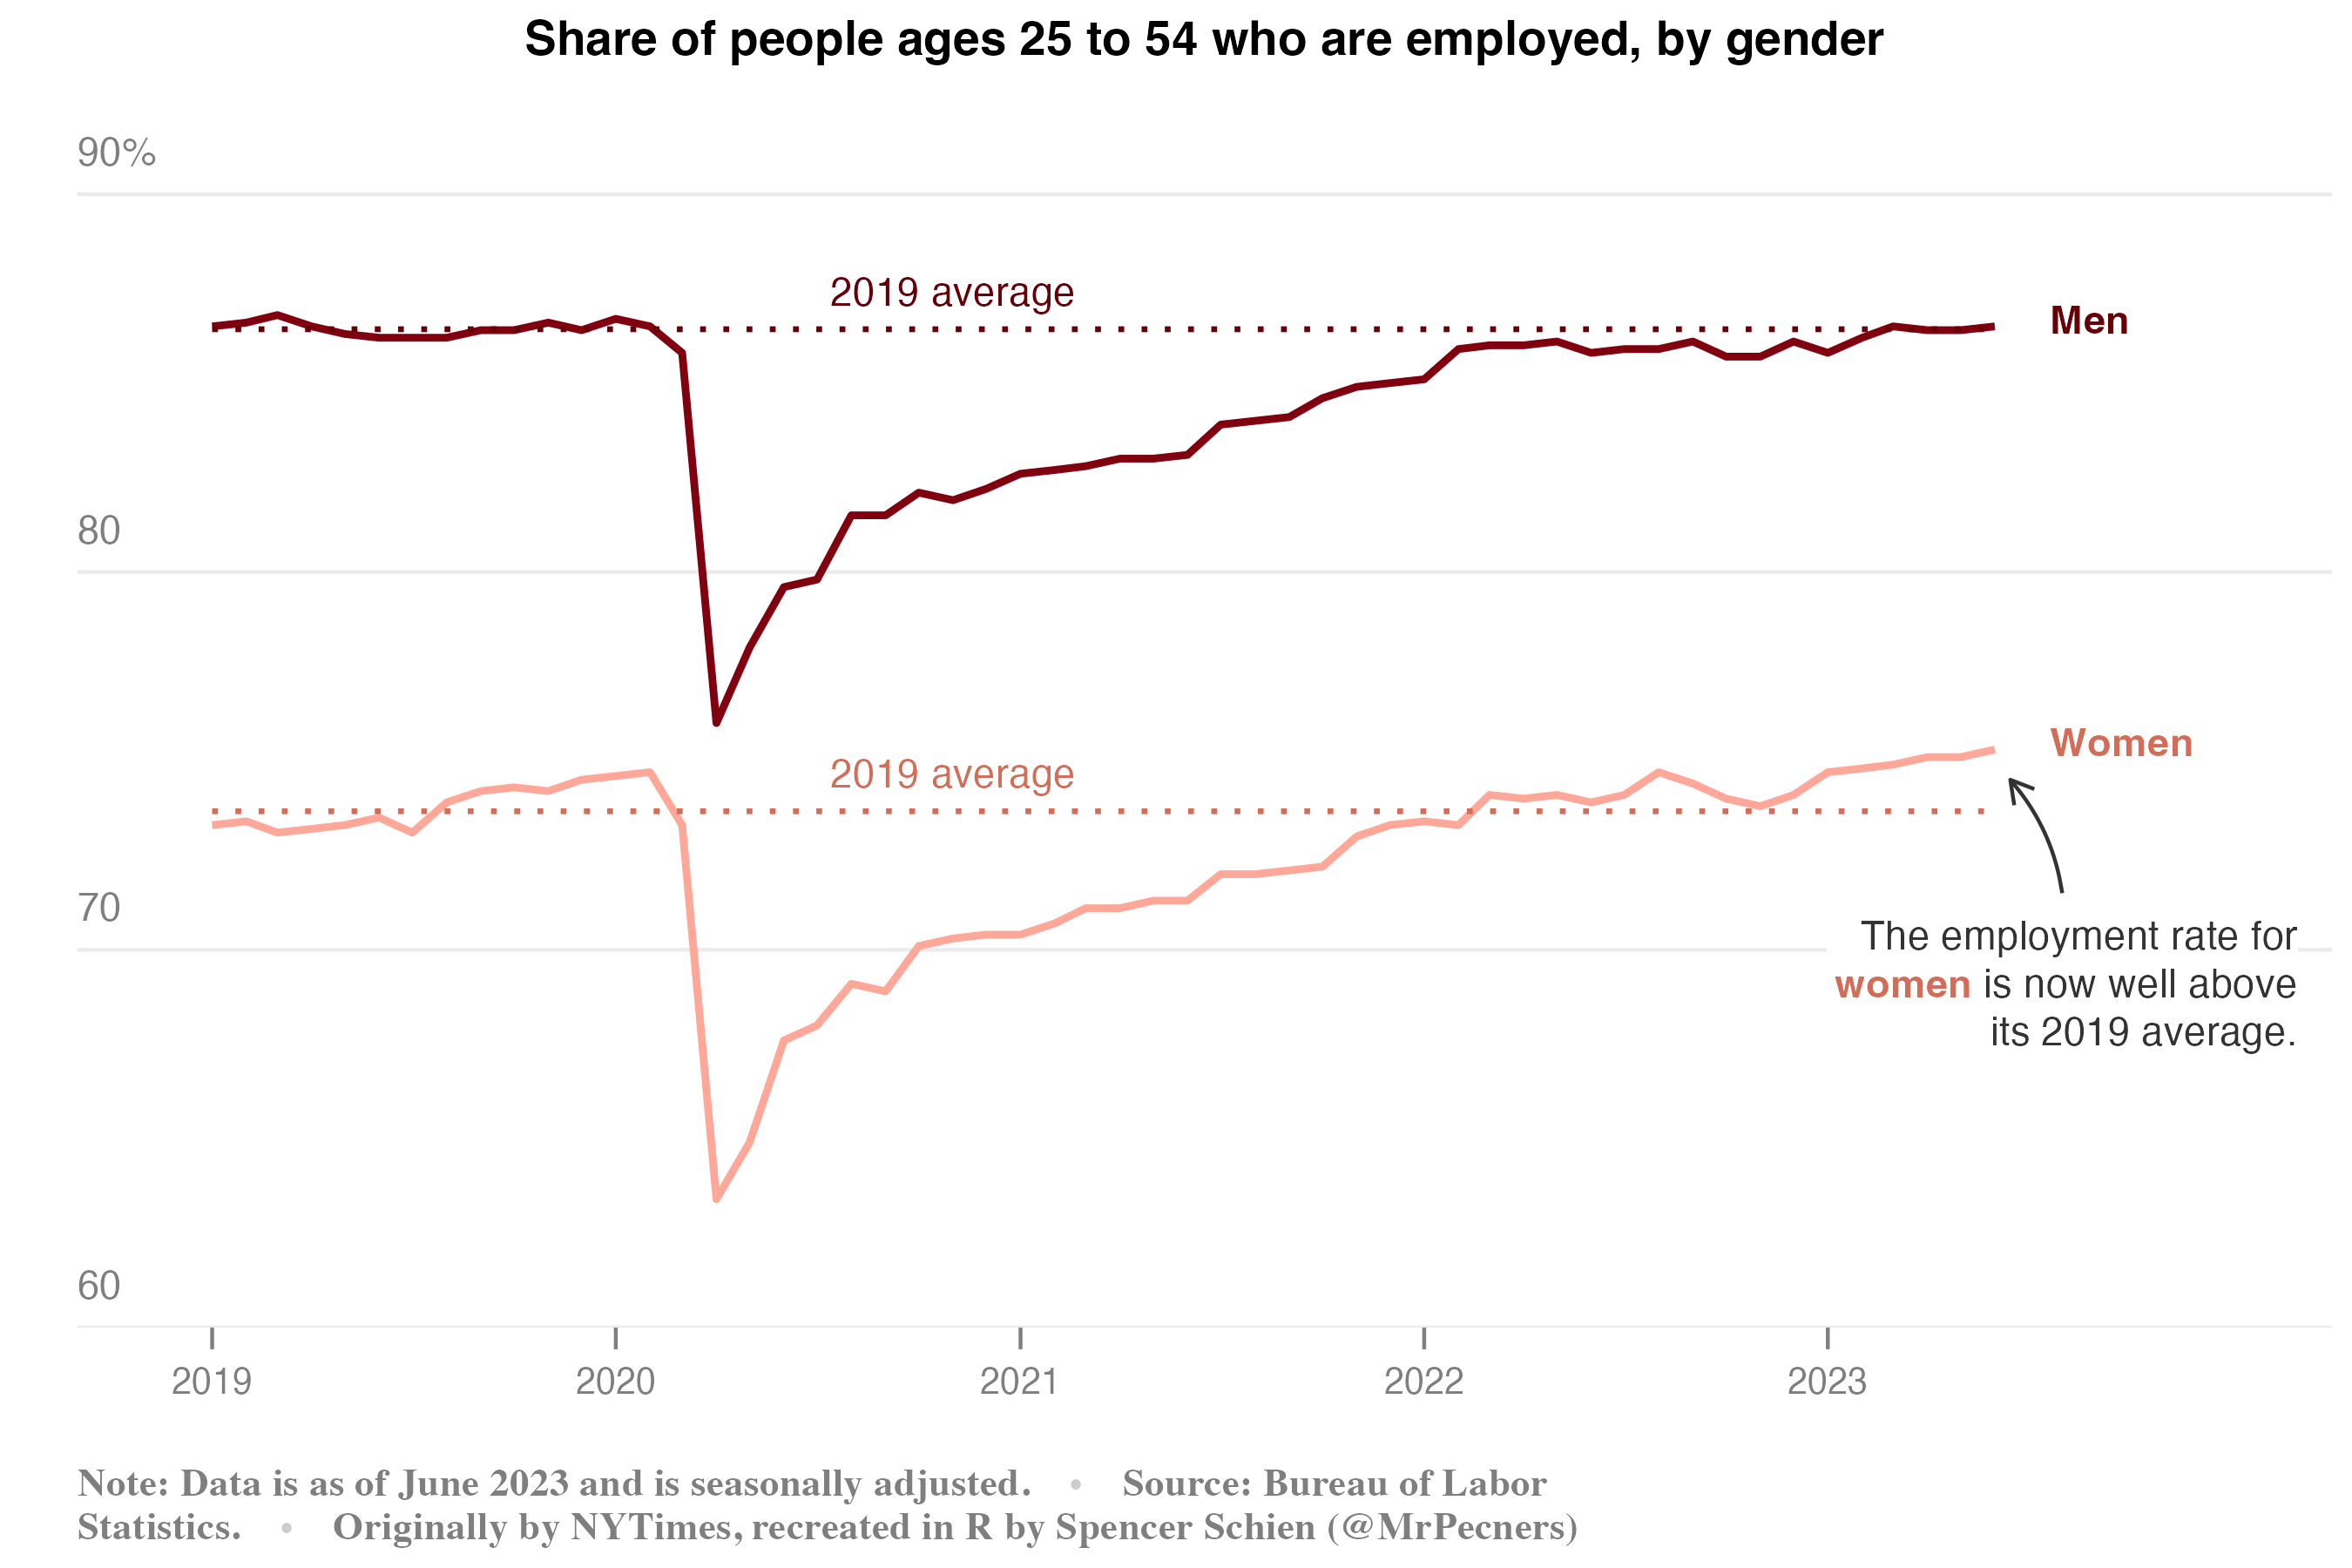 Share of people ages 25 to 54 who are employed, by gender
90%
2019 average
Men
80
2019 average
Women
70
The employment rate for
women is now well above
its 2019 average.
60
2019
2020
2021
2022
2023
Note: Data is as of June 2023 and is seasonally adjusted. • Source: Bureau of Labor
Statistics. • Originally by NYTimes, recreated in R by Spencer Schien (@MrPecners)